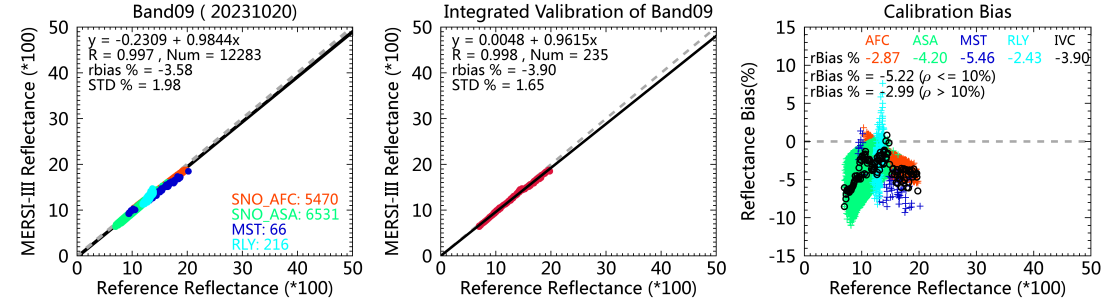 Band09 ( 20231020)
y = -0.2309 + 0.9844x
R = 0.997 , Num = 12283
rbias % = -3.58
STD % = 1.98
SNO_AFC: 5470
SNO_ASA: 6531
MST: 66
RLY: 216
MERSI-III Reflectance (*100)
50
40
30
20
10
0
0 10 20 30 40 50
Reference Reflectance (*100)
Integrated Valibration of Band09
y = 0.0048 + 0.9615x
R = 0.998 , Num = 235
rbias % = -3.90
STD % = 1.65
MERSI-III Reflectance (*100)
50
40
30
20
10
0
0 10 20 30 40 50
Reference Reflectance (*100)
Calibration Bias
AFC ASA MST RLY IVC
rBias % -2.87 -4.20 -5.46 -2.43 -3.90
rBias % = -5.22 (ρ <= 10%)
rBias % = -2.99 (ρ > 10%)
Reflectance Bias(%)
15
10
5
0
-5
-10
-15
0 10 20 30 40 50
Reference Reflectance (*100)